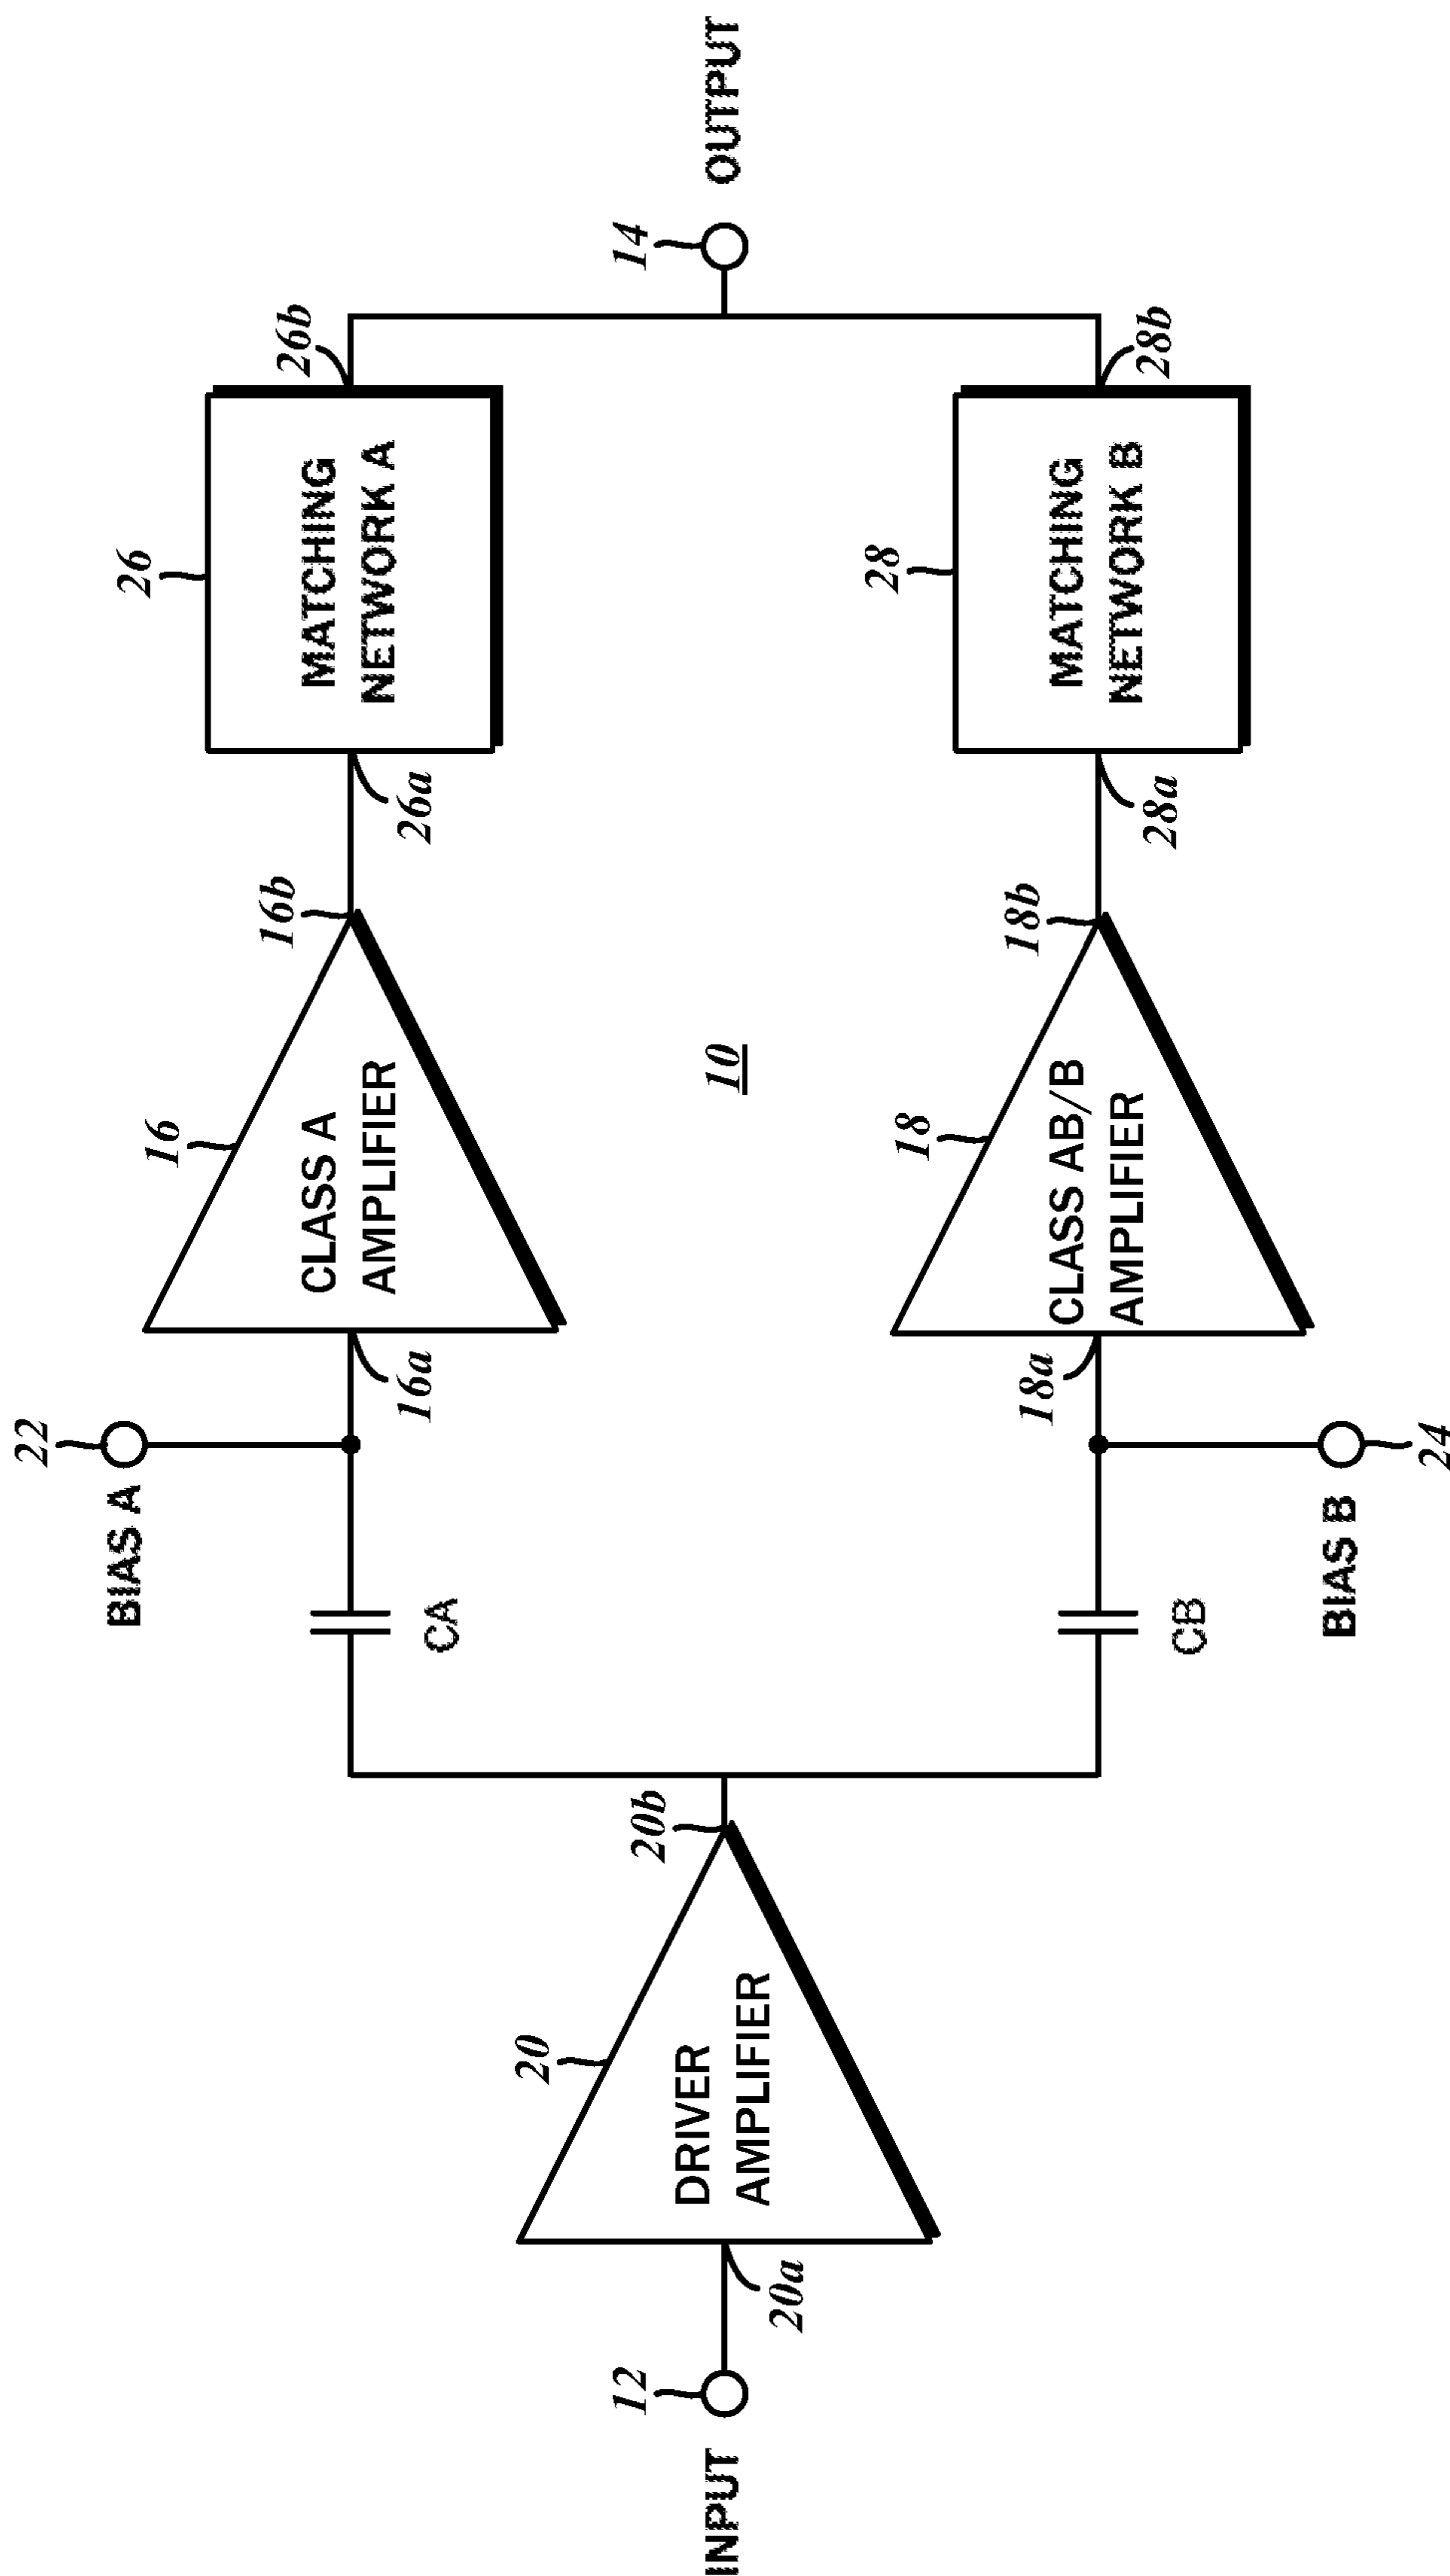 INPUT
12
20a
DRIVER
AMPLIFIER
20
20b
BIAS A
22
CA
16a
CLASS A
AMPLIFIER
16
16b
26a
MATCHING
NETWORK A
26
26b
10
CB
BIAS B
24
18a
CLASS AB/B
AMPLIFIER
18
18b
28a
MATCHING
NETWORK B
28
28b
14
OUTPUT